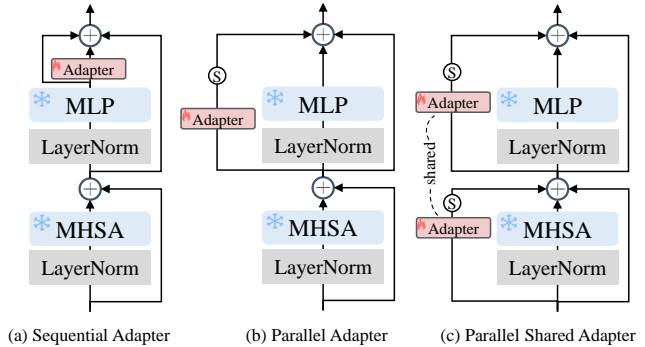 Adapter
MLP
LayerNorm
MHSA
LayerNorm
(a) Sequential Adapter
S
Adapter
MLP
LayerNorm
MHSA
LayerNorm
(b) Parallel Adapter
S
Adapter
MLP
LayerNorm
shared
S
Adapter
MHSA
LayerNorm
(c) Parallel Shared Adapter